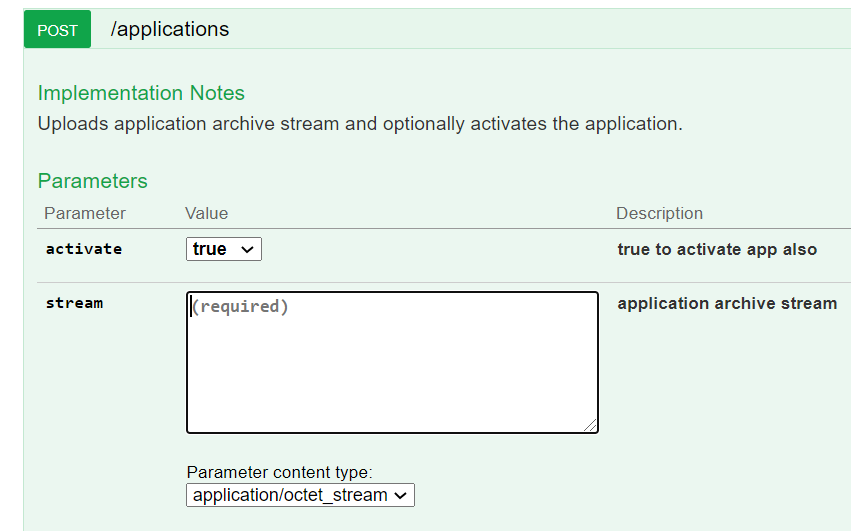 POST /applications
Implementation Notes
Uploads application archive stream and optionally activates the application.
Parameters
Parameter Value Description
activate true true to activate app also
stream (required) application archive stream
Parameter content type:
application/octet_stream